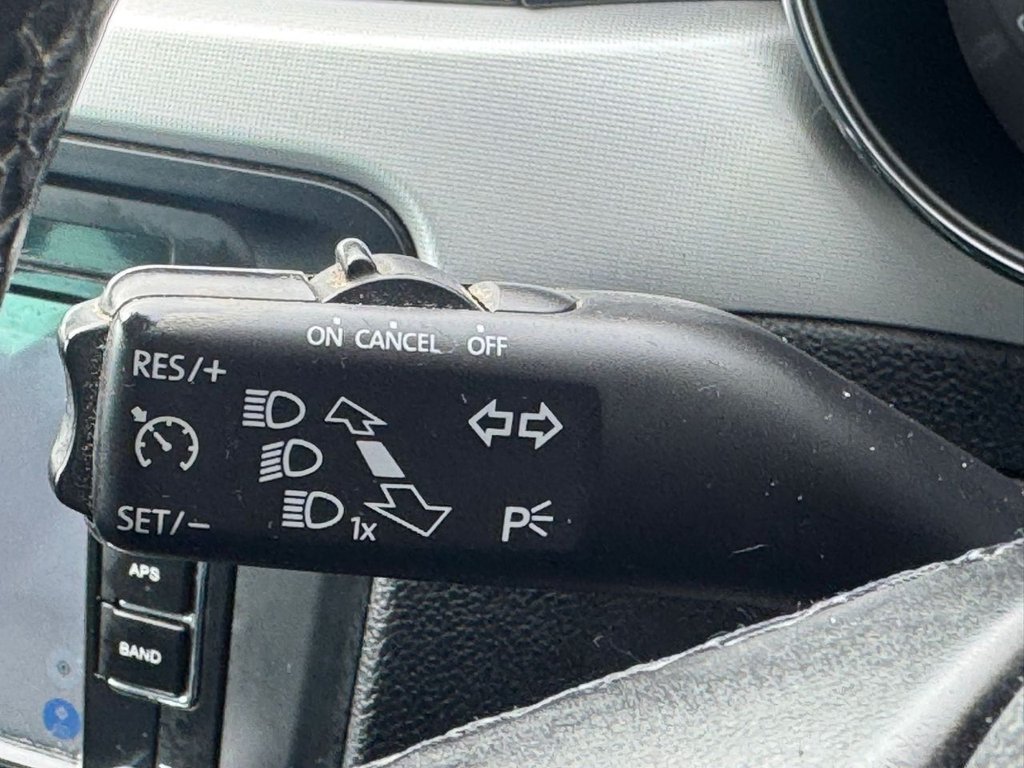 ON CANCEL OFF
RES/+
SET/−
1x
P
APS
BAND